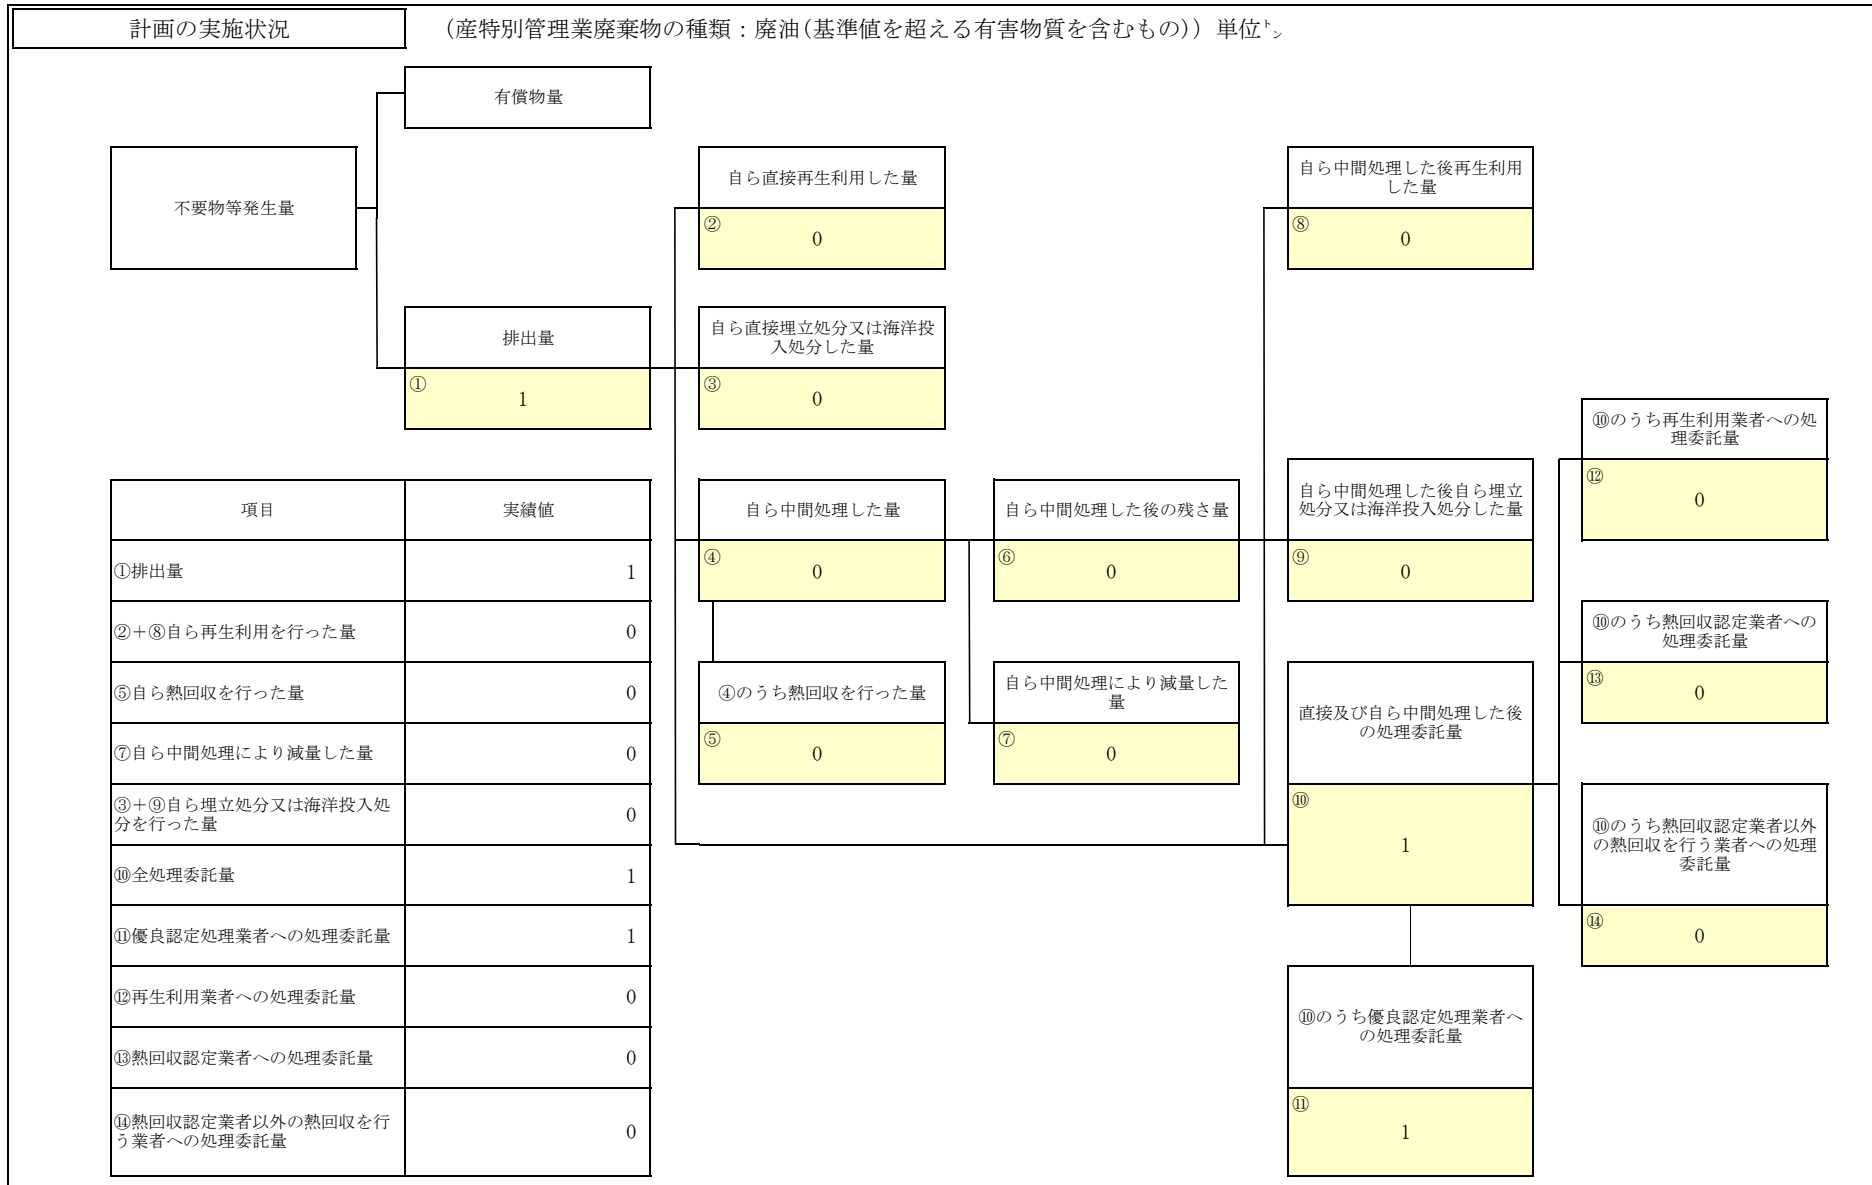 計画の実施状況
（産特別管理業廃棄物の種類：廃油(基準値を超える有害物質を含むもの)）単位㌧
有償物量
不要物等発生量
自ら直接再生利用した量
②
0
自ら中間処理した後再生利用
した量
⑧
0
排出量
①
1
自ら直接埋立処分又は海洋投
入処分した量
③
0
⑩のうち再生利用業者への処
理委託量
⑫
0
項目 実績値
①排出量 1
②＋⑧自ら再生利用を行った量 0
⑤自ら熱回収を行った量 0
⑦自ら中間処理により減量した量 0
③＋⑨自ら埋立処分又は海洋投入処
分を行った量 0
⑩全処理委託量 1
⑪優良認定処理業者への処理委託量 1
⑫再生利用業者への処理委託量 0
⑬熱回収認定業者への処理委託量 0
⑭熱回収認定業者以外の熱回収を行
う業者への処理委託量 0
自ら中間処理した量
④
0
自ら中間処理した後の残さ量
⑥
0
自ら中間処理した後自ら埋立
処分又は海洋投入処分した量
⑨
0
④のうち熱回収を行った量
⑤
0
自ら中間処理により減量した
量
⑦
0
直接及び自ら中間処理した後
の処理委託量
⑩
1
⑩のうち熱回収認定業者への
処理委託量
⑬
0
⑩のうち熱回収認定業者以外
の熱回収を行う業者への処理
委託量
⑭
0
⑩のうち優良認定処理業者へ
の処理委託量
⑪
1